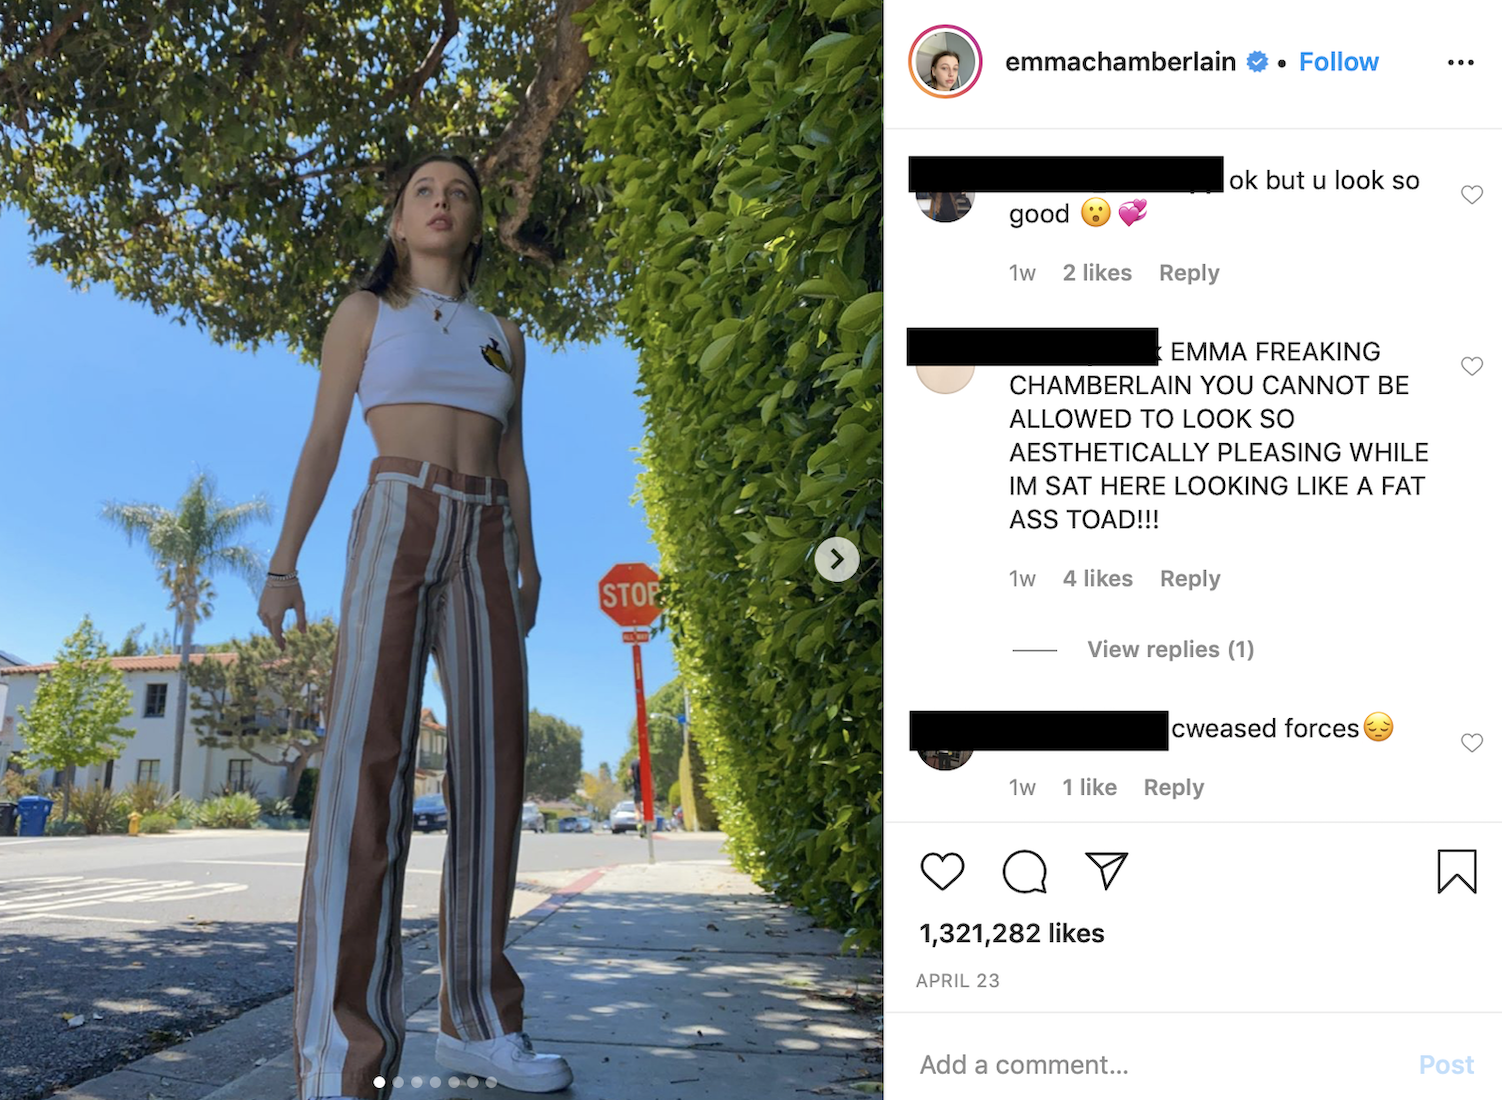 emmachamberlain • Follow
ok but u look so
good 😮💞
1w 2 likes Reply
EMMA FREAKING
CHAMBERLAIN YOU CANNOT BE
ALLOWED TO LOOK SO
AESTHETICALLY PLEASING WHILE
IM SAT HERE LOOKING LIKE A FAT
ASS TOAD!!!
1w 4 likes Reply
View replies (1)
cweased forces😔
1w 1 like Reply
STOP
ALL WAY
1,321,282 likes
APRIL 23
Add a comment... Post